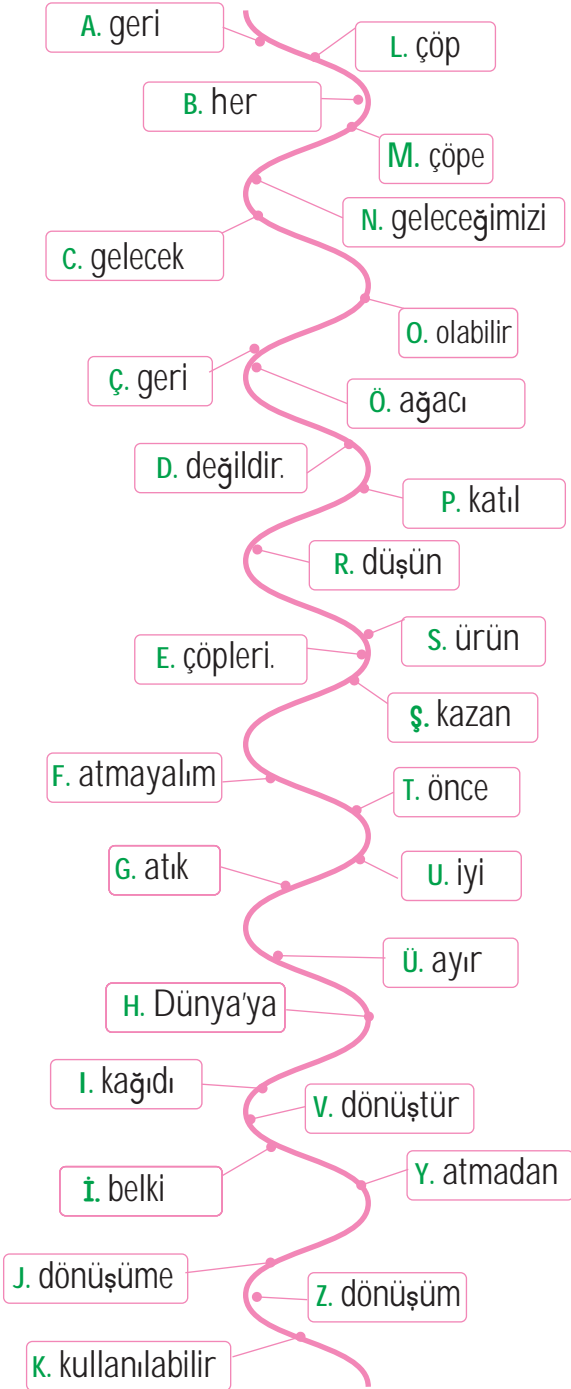 A. geri
L. çöp
B. her
M. çöpe
N. geleceğimizi
C. gelecek
O. olabilir
Ç. geri
Ö. ağacı
D. değildir.
P. katıl
R. düşün
S. ürün
E. çöpleri.
Ş. kazan
F. atmayalım
T. önce
G. atık
U. iyi
Ü. ayır
H. Dünya'ya
I. kağıdı
V. dönüştür
Y. atmadan
İ. belki
J. dönüşüme
Z. dönüşüm
K. kullanılabilir